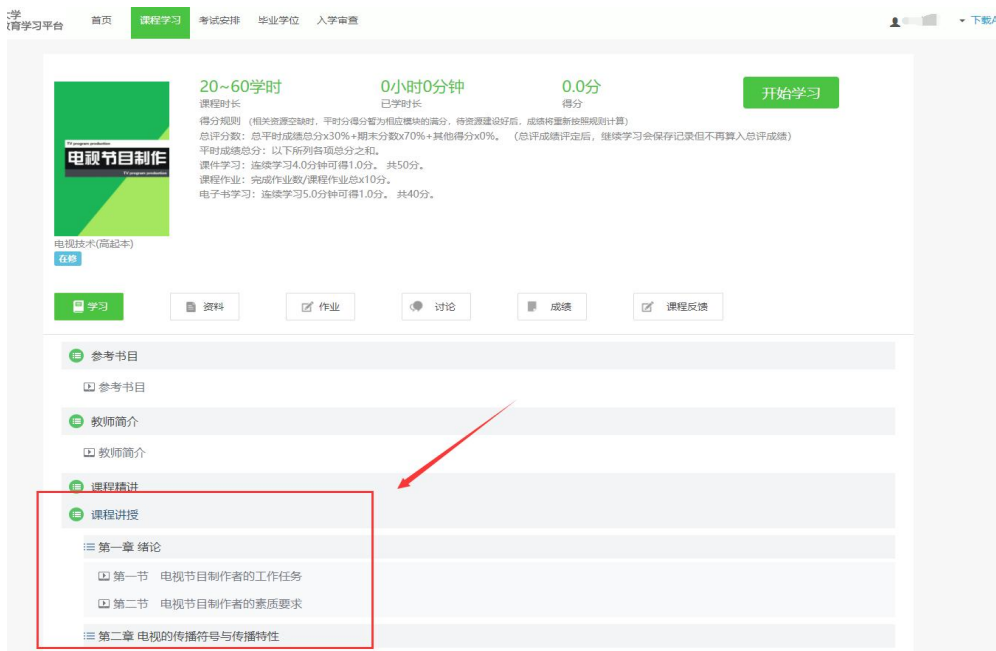 大学
教育学习平台
首页 课程学习 考试安排 毕业学位 入学审查 下载A
20~60学时 0小时0分钟 0.0分 开始学习
课程时长 已学时长 得分
得分规则 (相关资源空缺时，平时分得分暂为相应模块的满分，待资源建设好后，成绩将重新按照规则计算)
总评分数：总平时成绩总分x30%+期末分数x70%+其他得分x0%。 (总评成绩评定后，继续学习会保存记录但不再算入总评成绩)
平时成绩总分：以下所列各项总分之和。
课件学习：连续学习4.0分钟可得1.0分。 共50分。
课程作业：完成作业数/课程作业总x10分。
电子书学习：连续学习5.0分钟可得1.0分。 共40分。
TV program production
电视节目制作
TV program production
电视技术(高起本)
在修
学习 资料 作业 讨论 成绩 课程反馈
参考书目
参考书目
教师简介
教师简介
课程精讲
课程讲授
第一章 绪论
第一节 电视节目制作者的工作任务
第二节 电视节目制作者的素质要求
第二章 电视的传播符号与传播特性